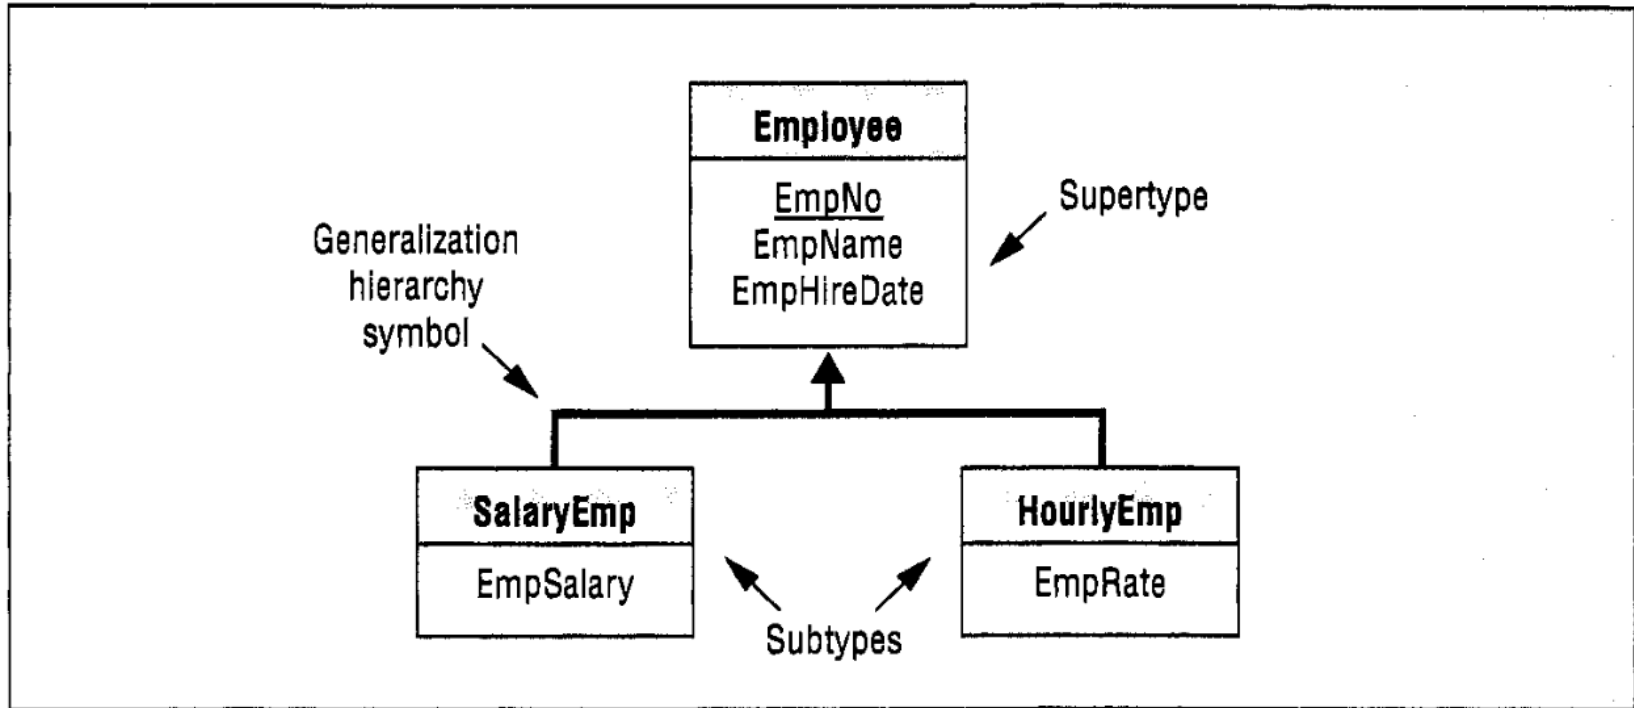 Employee
EmpNo
EmpName
EmpHireDate
Supertype
Generalization
hierarchy
symbol
SalaryEmp
EmpSalary
HourlyEmp
EmpRate
Subtypes